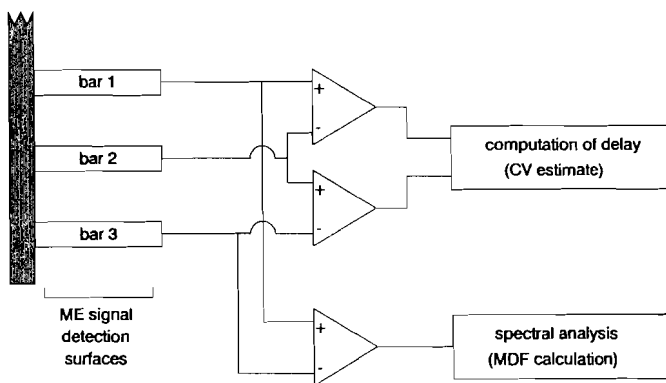 bar 1
+
-
bar 2
computation of delay
(CV estimate)
+
-
bar 3
ME signal
detection
surfaces
+
-
spectral analysis
(MDF calculation)